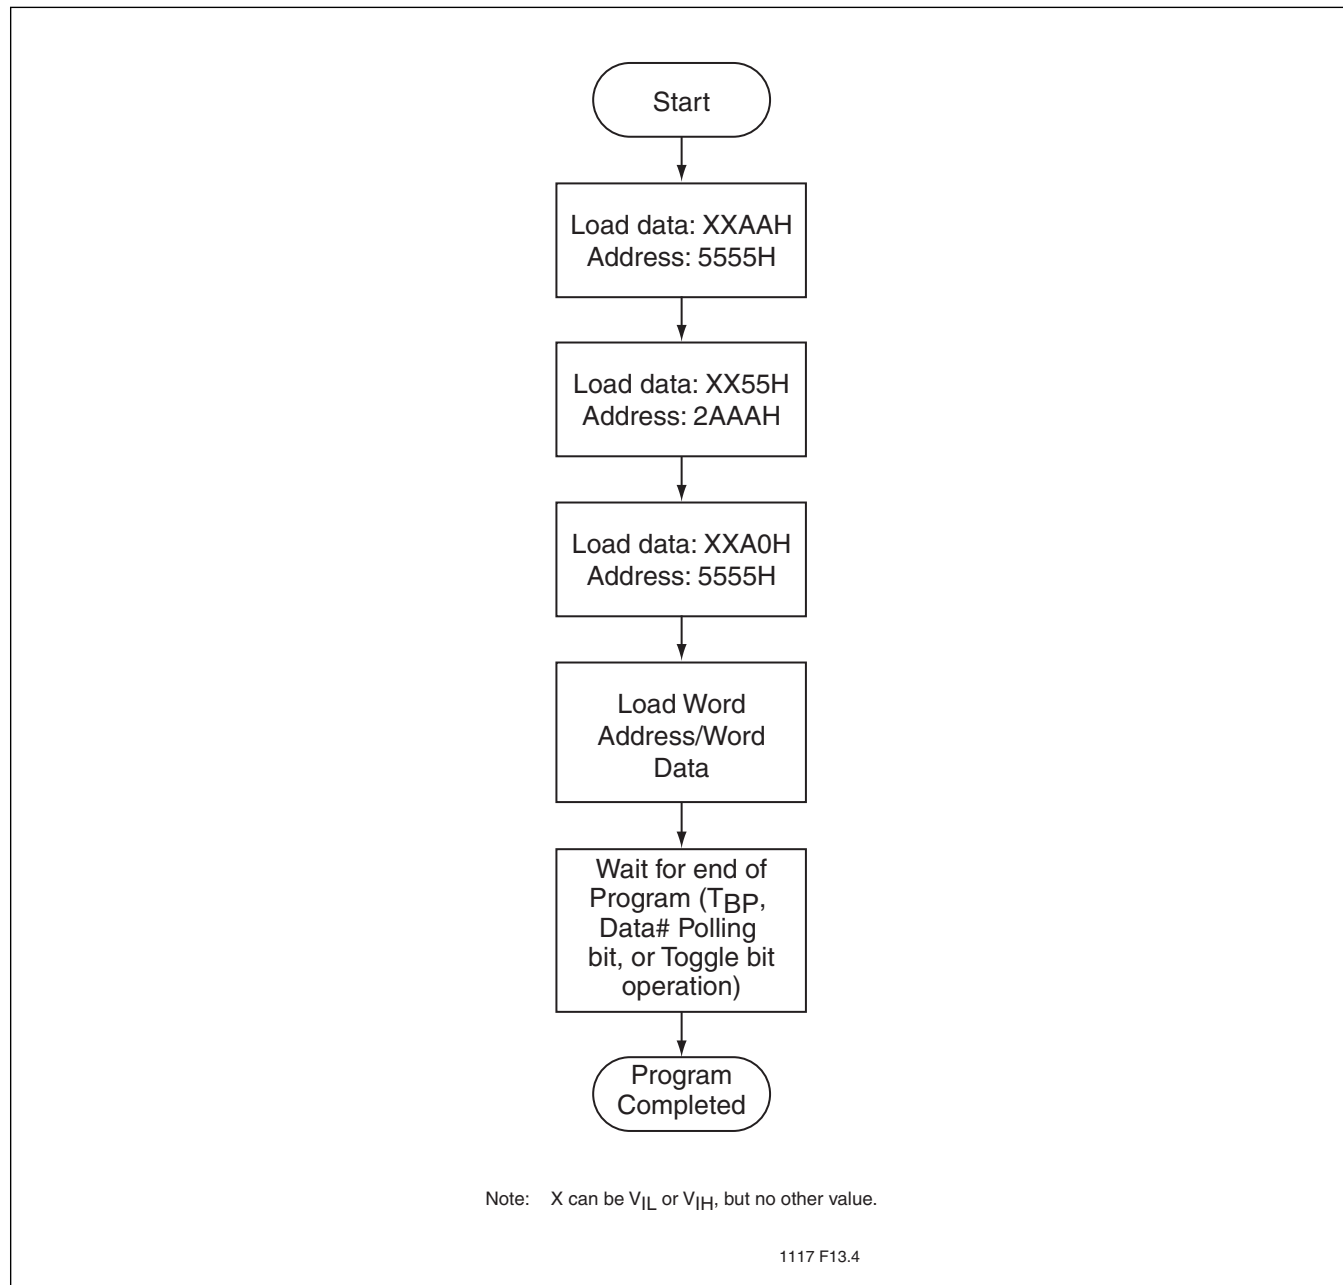 Start
Load data: XXAAH
Address: 5555H
Load data: XX55H
Address: 2AAAH
Load data: XXA0H
Address: 5555H
Load Word
Address/Word
Data
Wait for end of
Program (TBP,
Data# Polling
bit, or Toggle bit
operation)
Program
Completed
Note: X can be VIL or VIH, but no other value.
1117 F13.4